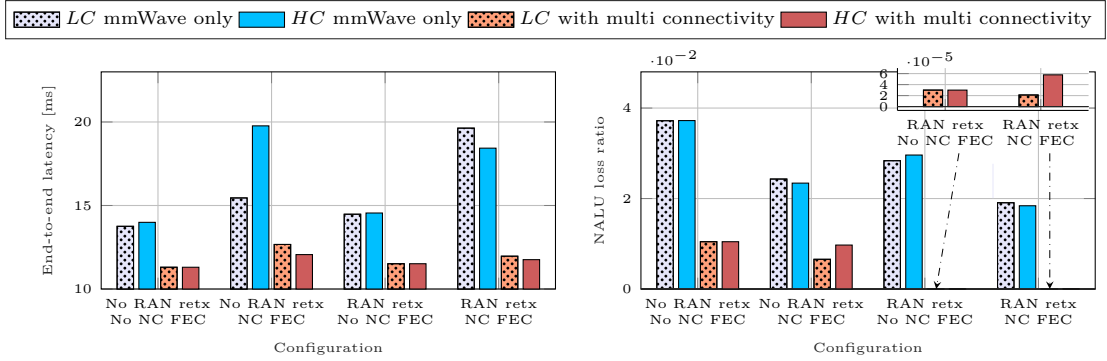 LC mmWave only HC mmWave only LC with multi connectivity HC with multi connectivity
End-to-end latency [ms]
20
15
10
No RAN retx No RAN retx RAN retx RAN retx
No NC FEC NC FEC No NC FEC NC FEC
Configuration
·10−2
NALU loss ratio
4
2
0
·10−5
6
4
2
0
RAN retx RAN retx
No NC FEC NC FEC
No RAN retx No RAN retx RAN retx RAN retx
No NC FEC NC FEC No NC FEC NC FEC
Configuration